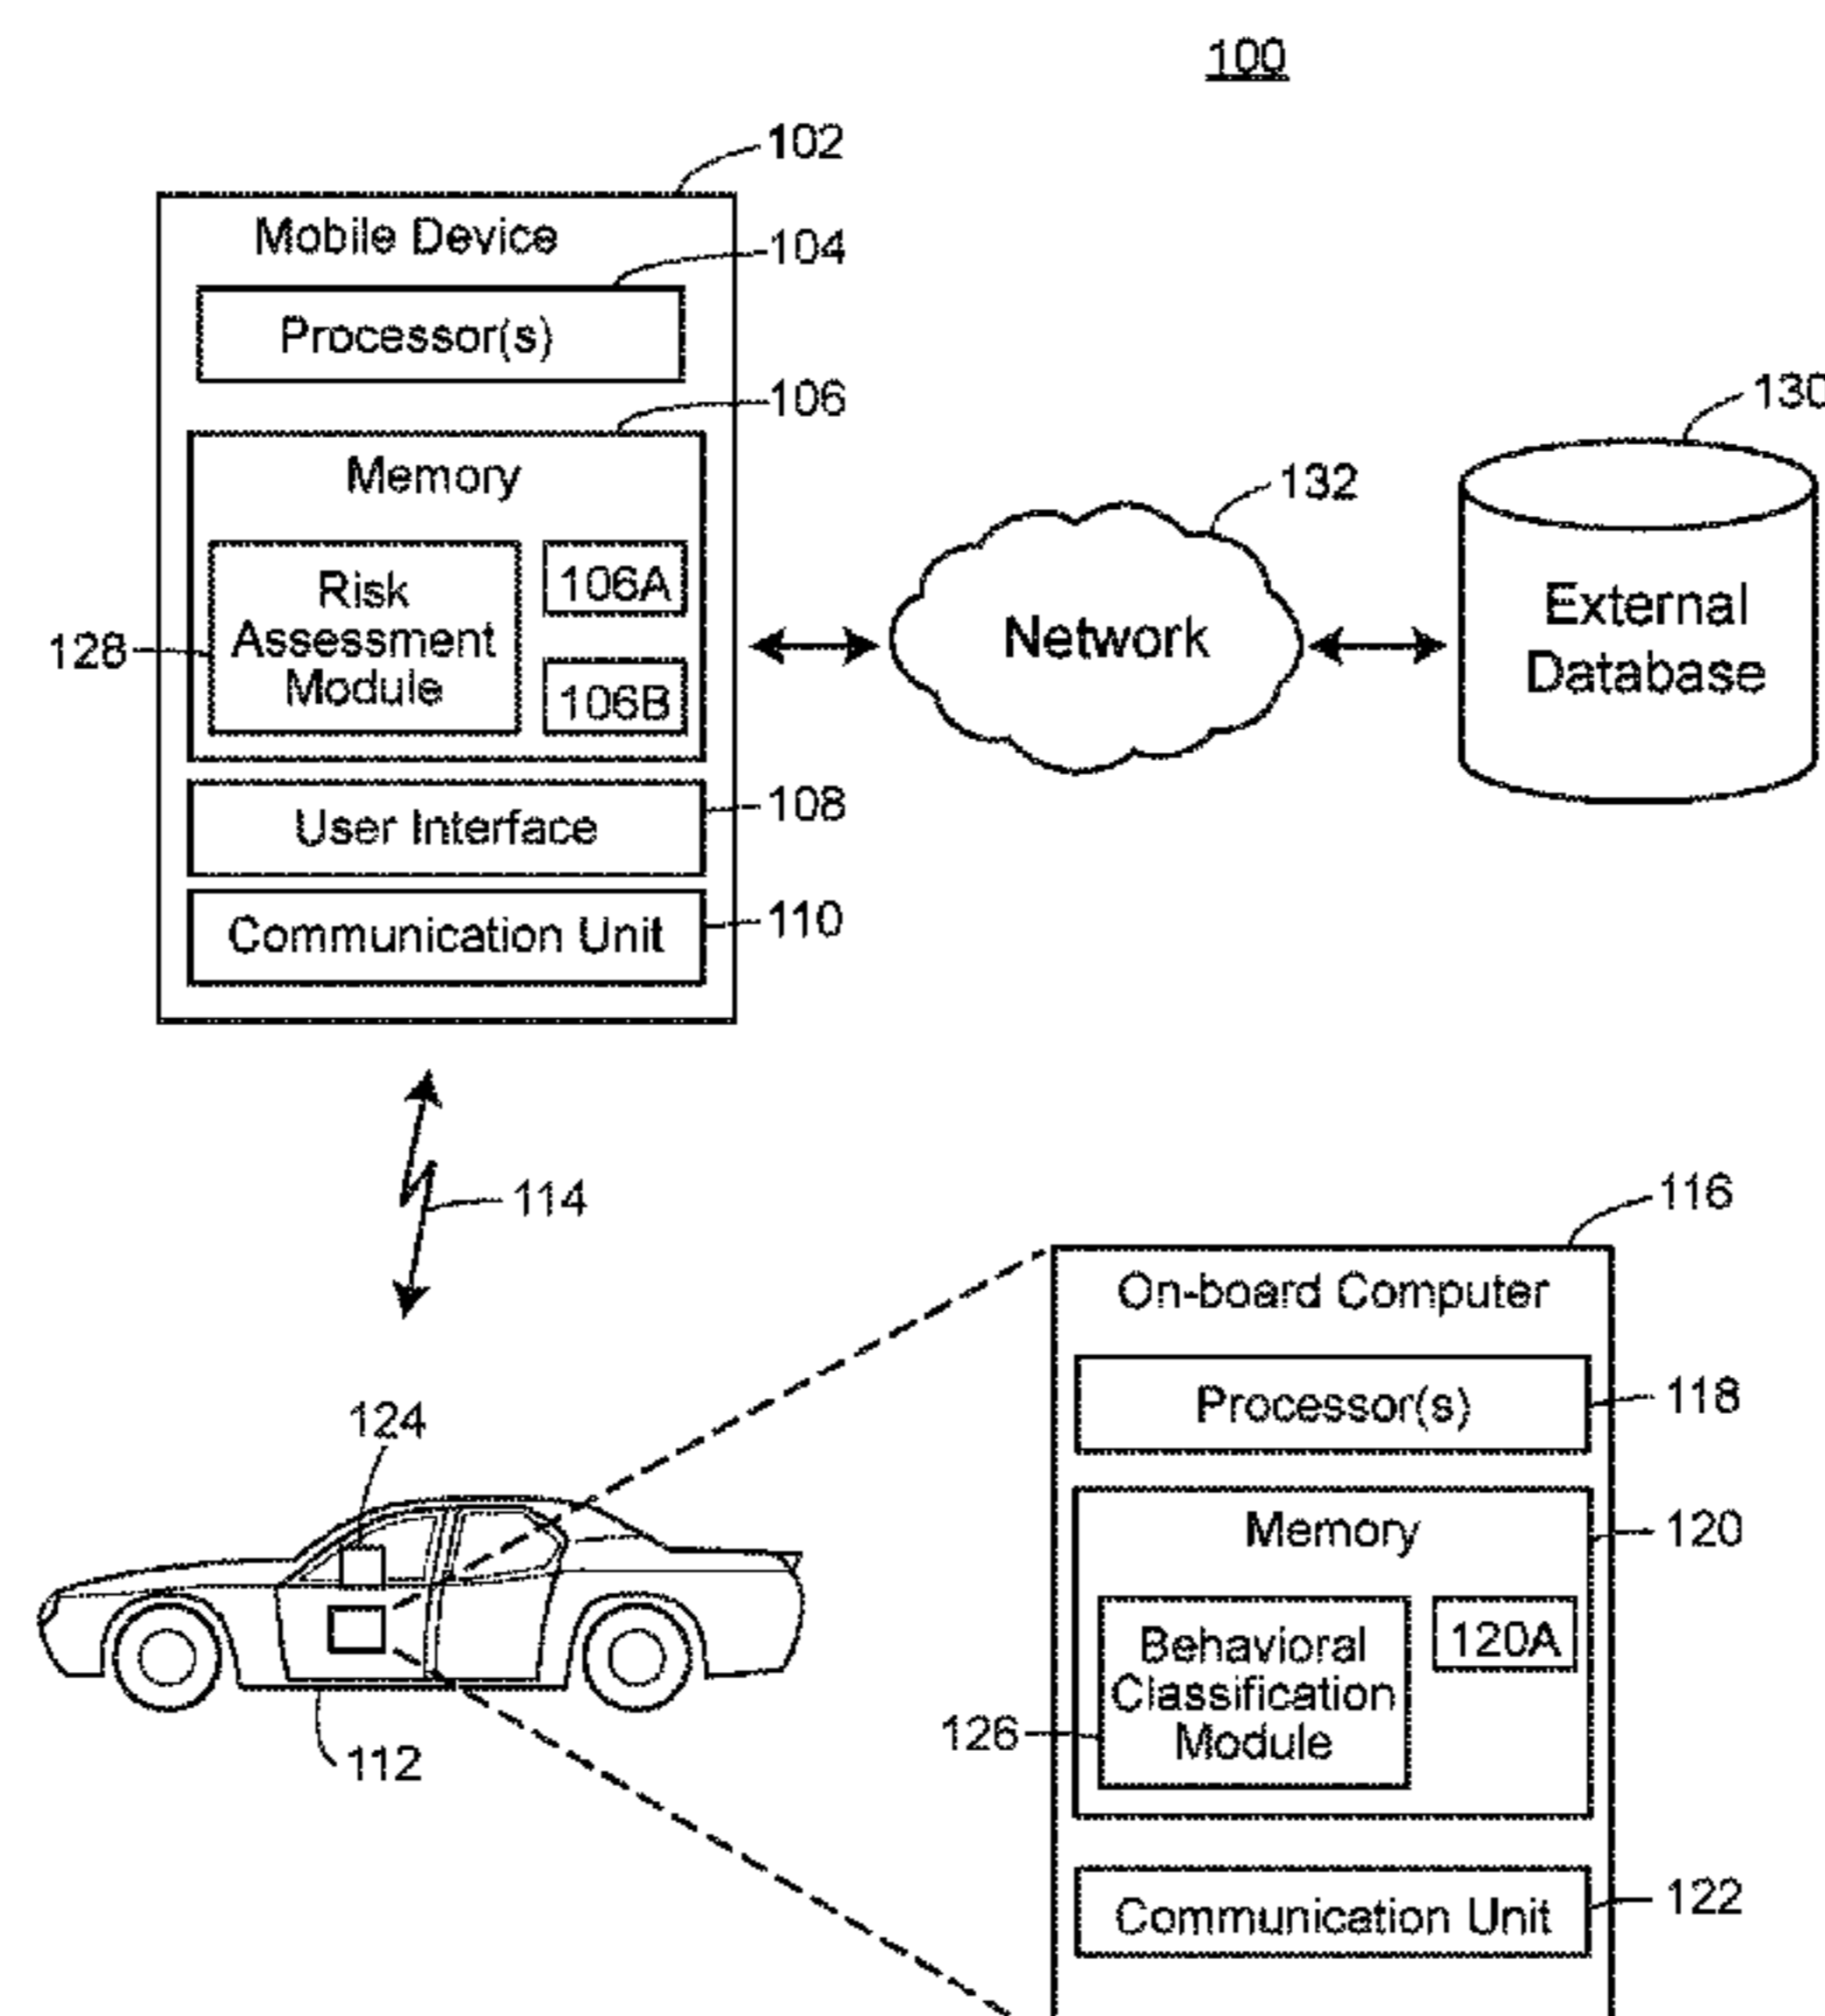 100
102
Mobile Device
104
Processor(s)
106
Memory
Risk
Assessment
Module
128
106A
106B
User Interface
108
Communication Unit
110
132
Network
130
External
Database
114
116
On-board Computer
Processor(s)
118
124
Memory
120
Behavioral
Classification
Module
126
120A
112
Communication Unit
122